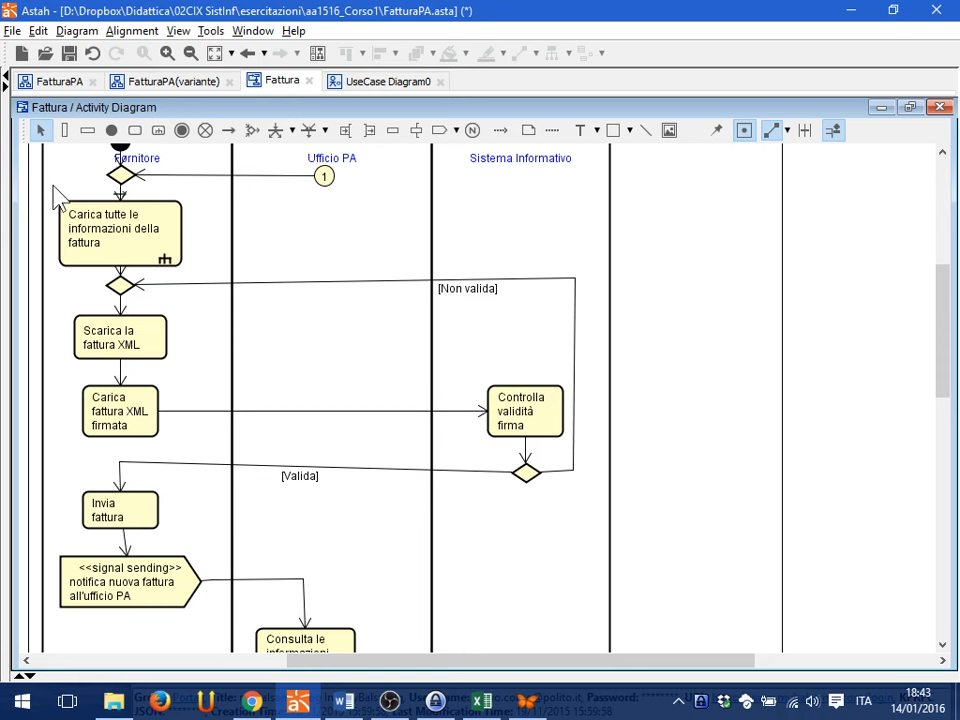 Astah - [D:\Dropbox\Didattica\02CIX SistInf\esercitazioni\aa1516_Corso1\FatturaPA.asta] (*)
File Edit Diagram Alignment View Tools Window Help
FatturaPA FatturaPA(variante) Fattura UseCase Diagram0
Fattura / Activity Diagram
N T
Fornitore Ufficio PA Sistema Informativo
1
Carica tutte le
informazioni della
fattura
[Non valida]
Scarica la
fattura XML
Carica
fattura XML
firmata
Controlla
validità
firma
[Valida]
Invia
fattura
<<signal sending>>
notifica nuova fattura
all'ufficio PA
Consulta le
informazioni
18:43
ITA
14/01/2016